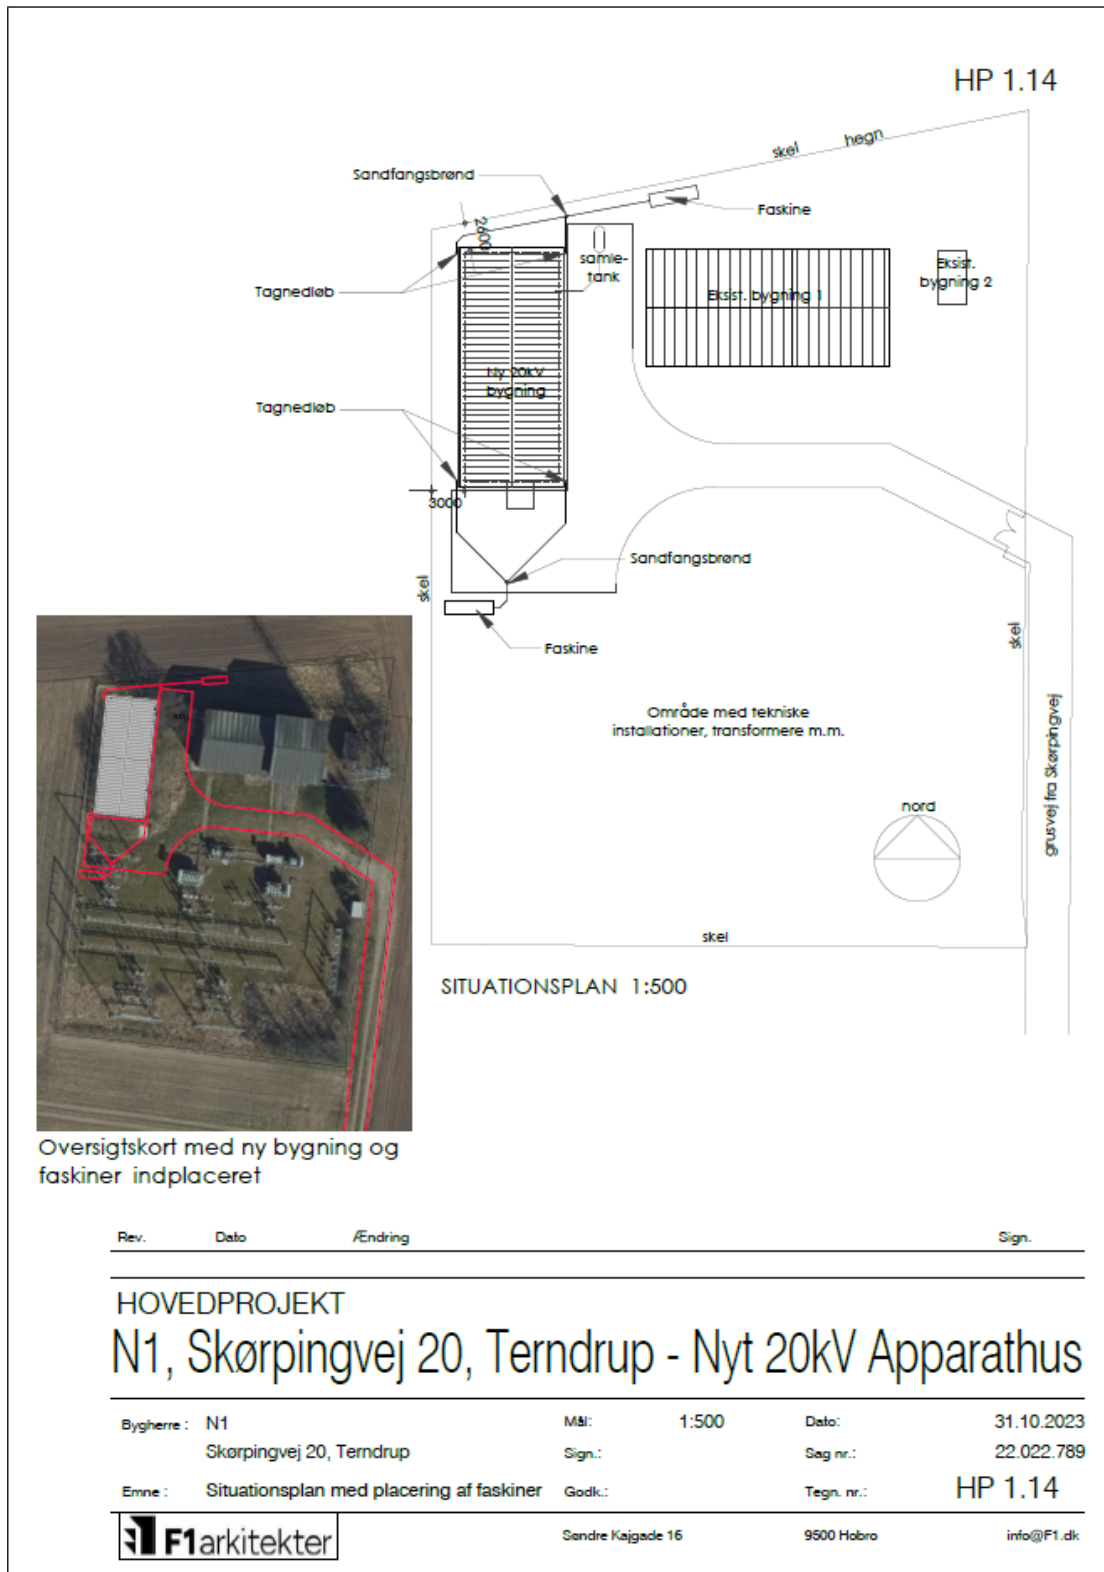 HP 1.14
skel
hegn
Sandfangsbrønd
Faskine
2600
samle-
tank
Eksist.
bygning 2
Tagnedløb
Eksist. bygning 1
Ny 20kV
bygning
Tagnedløb
3000
Sandfangsbrønd
skel
Faskine
skel
Område med tekniske
installationer, transformere m.m.
grusvej fra Skørpingvej
nord
skel
SITUATIONSPLAN 1:500
Oversigtskort med ny bygning og
faskiner indplaceret
Rev. Dato Ændring Sign.
HOVEDPROJEKT
N1, Skørpingvej 20, Terndrup - Nyt 20kV Apparathus
Bygherre : N1 Mål: 1:500 Dato: 31.10.2023
Skørpingvej 20, Terndrup Sign.: Sag nr.: 22.022.789
Emne : Situationsplan med placering af faskiner Godk.: Tegn. nr.: HP 1.14
F1arkitekter Søndre Kajgade 16 9500 Hobro info@F1.dk